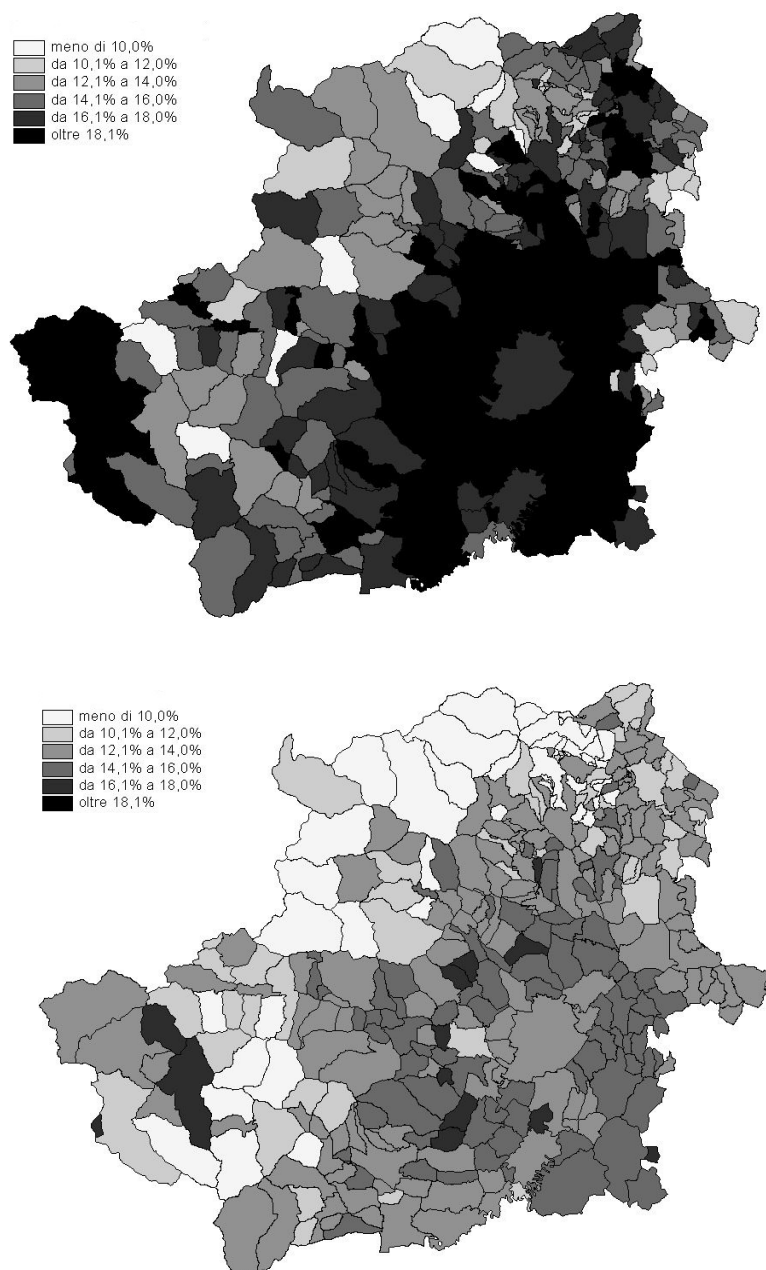 meno di 10,0%
da 10,1% a 12,0%
da 12,1% a 14,0%
da 14,1% a 16,0%
da 16,1% a 18,0%
oltre 18,1%
meno di 10,0%
da 10,1% a 12,0%
da 12,1% a 14,0%
da 14,1% a 16,0%
da 16,1% a 18,0%
oltre 18,1%